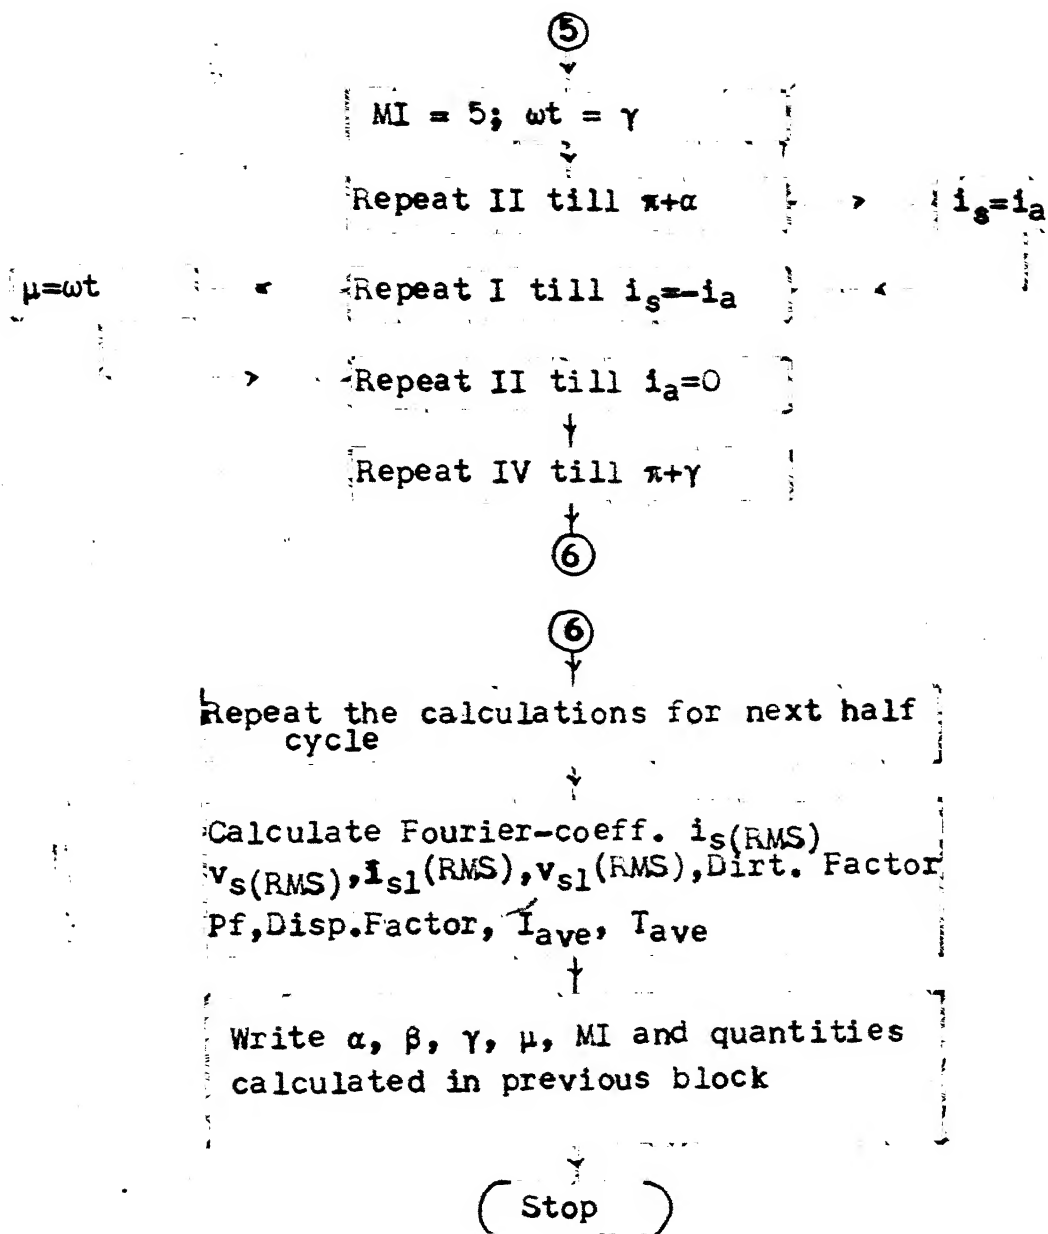 5
MI = 5; ωt = γ
Repeat II till π+α
i_s=i_a
μ=ωt
Repeat I till i_s=-i_a
Repeat II till i_a=0
Repeat IV till π+γ
6
6
Repeat the calculations for next half
cycle
Calculate Fourier-coeff. i_s(RMS)
v_s(RMS),I_s1(RMS),v_s1(RMS),Dirt. Factor
Pf,Disp.Factor, I_ave, T_ave
Write α, β, γ, μ, MI and quantities
calculated in previous block
Stop